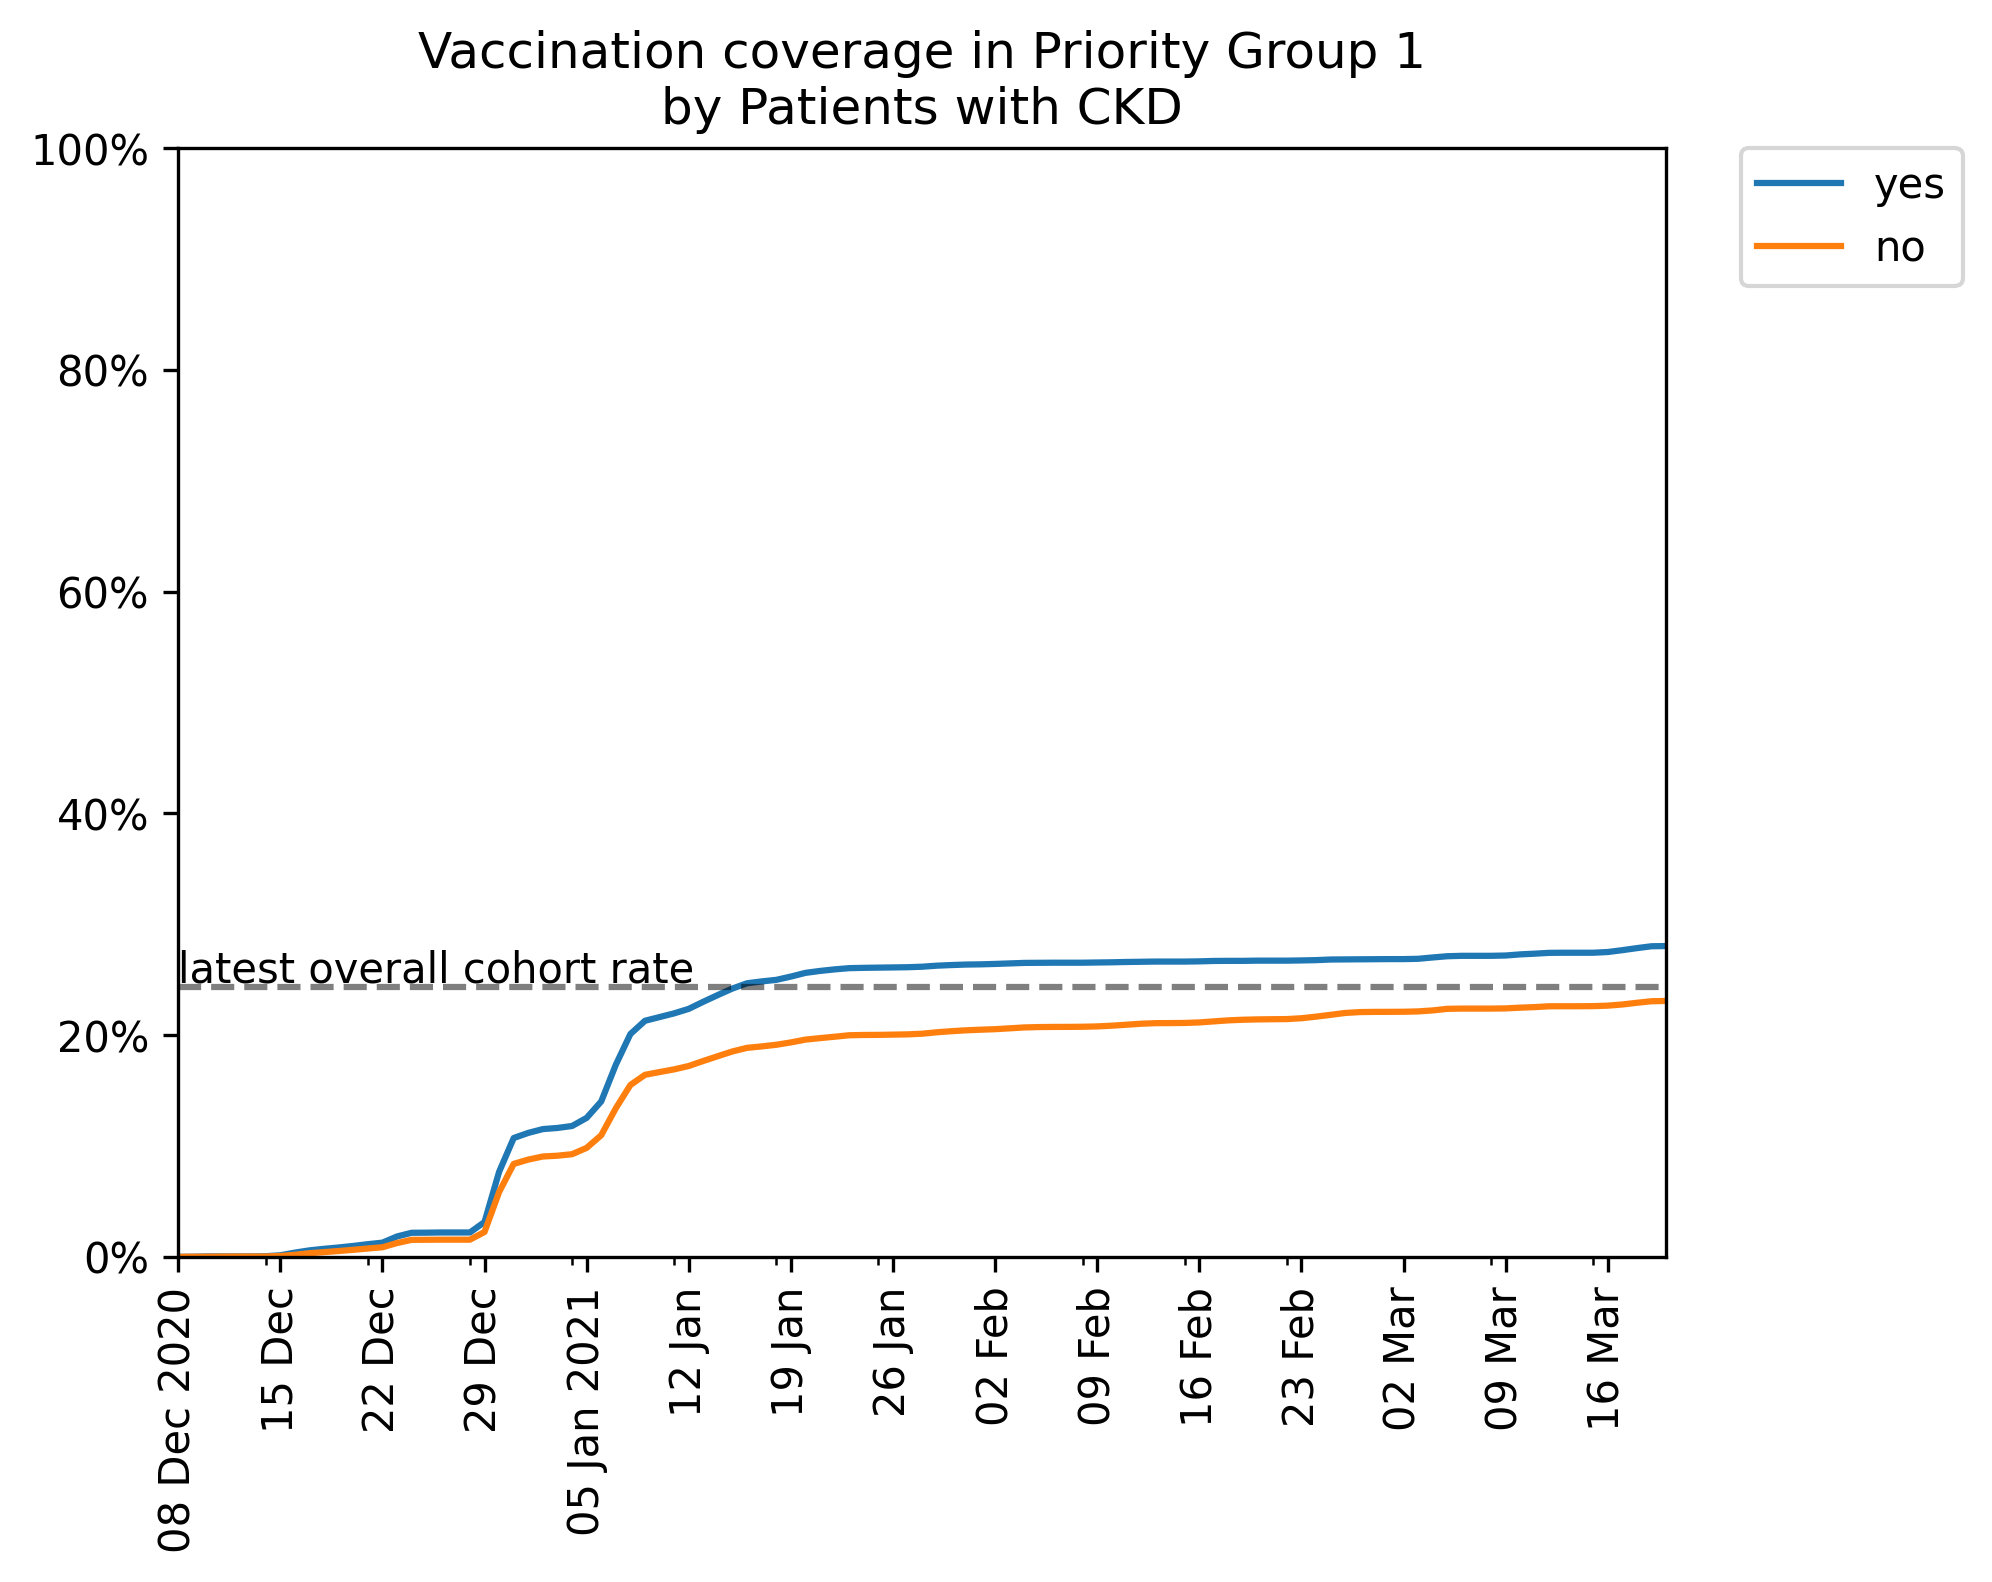 Vaccination coverage in Priority Group 1
by Patients with CKD
100%
80%
60%
40%
20%
0%
yes
no
latest overall cohort rate
08 Dec 2020
15 Dec
22 Dec
29 Dec
05 Jan 2021
12 Jan
19 Jan
26 Jan
02 Feb
09 Feb
16 Feb
23 Feb
02 Mar
09 Mar
16 Mar